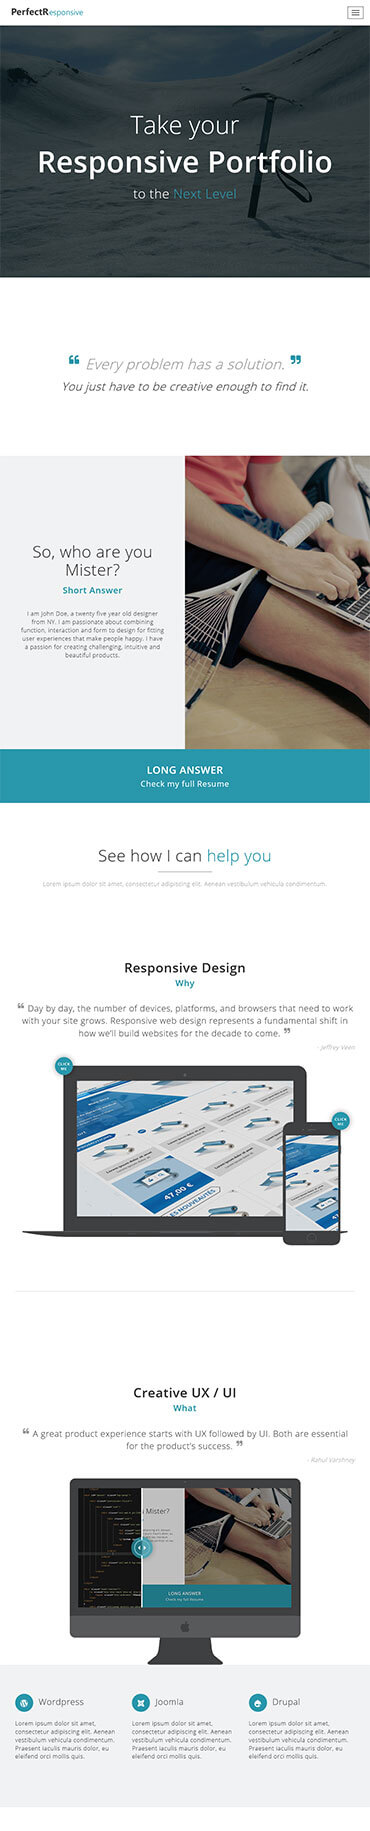 PerfectResponsive
Take your
Responsive Portfolio
to the Next Level
❝ Every problem has a solution. ❞
You just have to be creative enough to find it.
So, who are you
Mister?
Short Answer
I am John Doe, a twenty five year old designer
from NY. I am passionate about combining
function, interaction and form to design for fitting
user experiences that make people happy. I have
a passion for creating challenging, intuitive and
beautiful products.
LONG ANSWER
Check my full Resume
See how I can help you
Lorem ipsum dolor sit amet, consectetur adipiscing elit. Aenean vestibulum vehicula condimentum.
Responsive Design
Why
❝ Day by day, the number of devices, platforms, and browsers that need to work
with your site grows. Responsive web design represents a fundamental shift in
how we'll build websites for the decade to come. ❞
- Jeffrey Veen
CLICK
ME
CLICK
ME
47,00 €
NOUVEAUTÉS
Creative UX / UI
What
❝ A great product experience starts with UX followed by UI. Both are essential
for the product's success. ❞
- Rahul Varshney
Mister?
LONG ANSWER
Check my full Resume
Wordpress
Lorem ipsum dolor sit amet,
consectetur adipiscing elit. Aenean
vestibulum vehicula condimentum.
Praesent iaculis mauris dolor, eu
eleifend orci mollis quis.
Joomla
Lorem ipsum dolor sit amet,
consectetur adipiscing elit. Aenean
vestibulum vehicula condimentum.
Praesent iaculis mauris dolor, eu
eleifend orci mollis quis.
Drupal
Lorem ipsum dolor sit amet,
consectetur adipiscing elit. Aenean
vestibulum vehicula condimentum.
Praesent iaculis mauris dolor, eu
eleifend orci mollis quis.